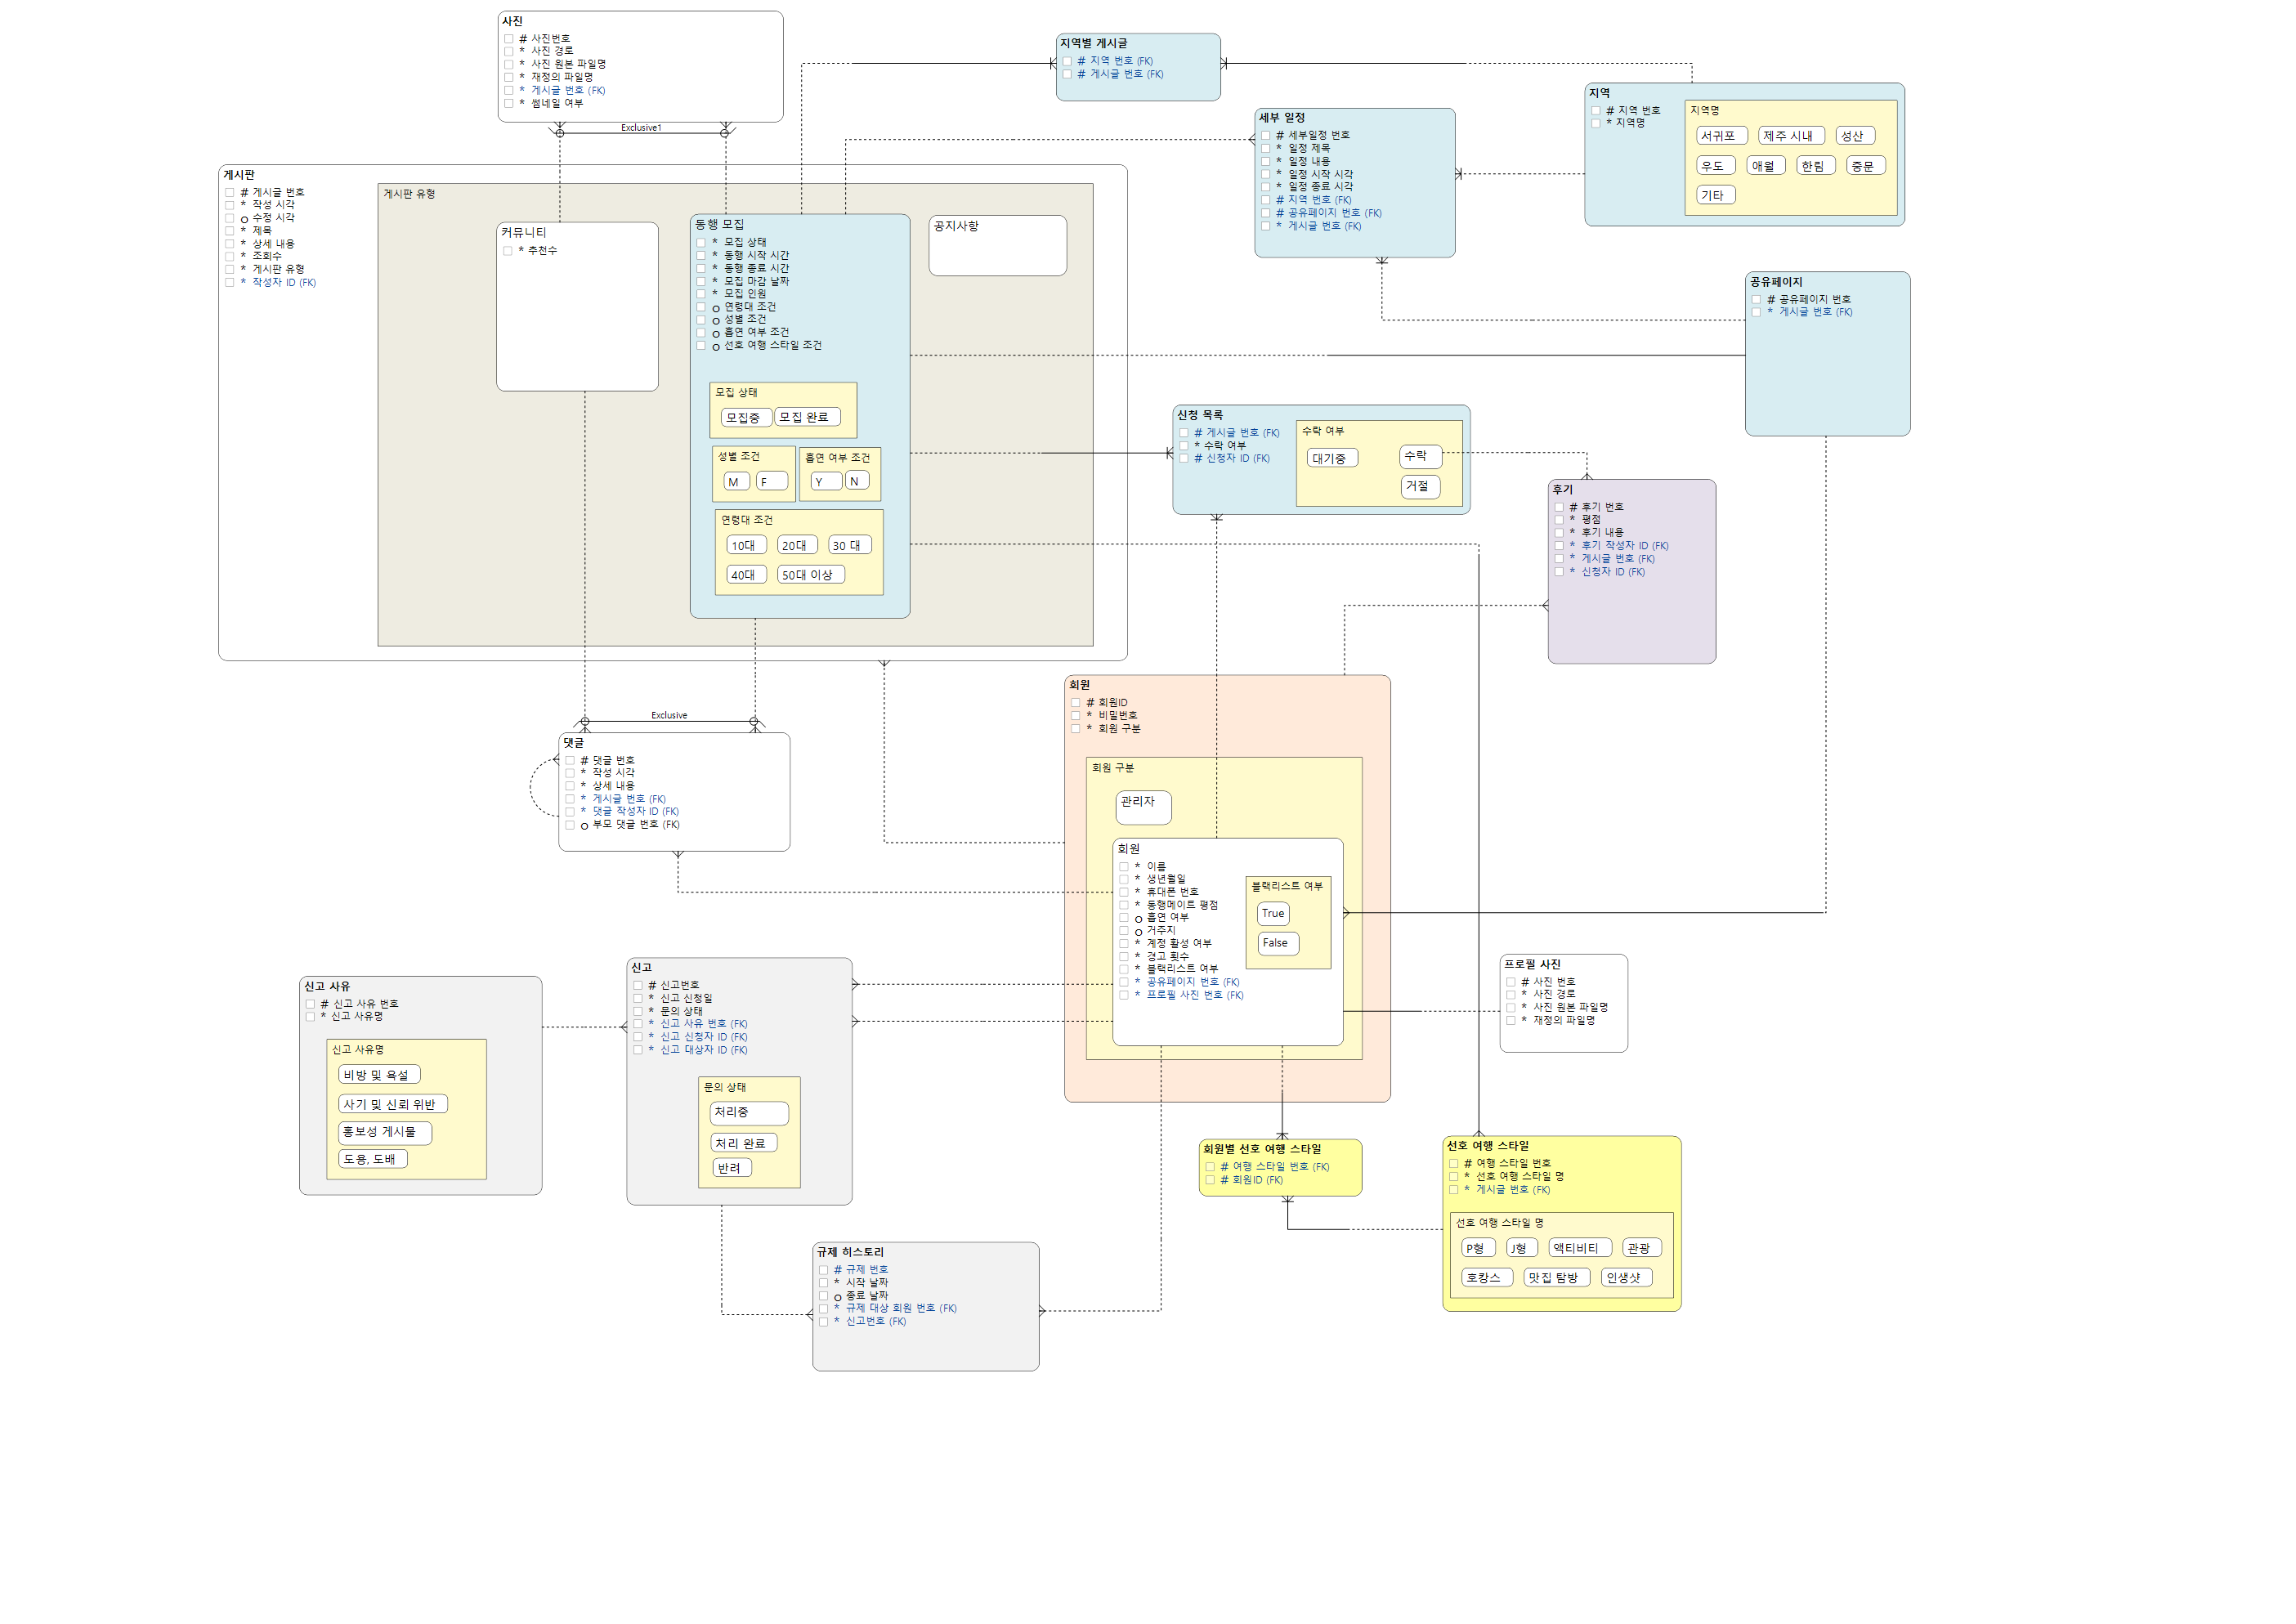 사진
# 사진번호
* 사진 경로
* 사진 원본 파일명
* 재정의 파일명
* 게시글 번호 (FK)
* 썸네일 여부
Exclusive1
지역별 게시글
# 지역 번호 (FK)
# 게시글 번호 (FK)
세부 일정
# 세부일정 번호
* 일정 제목
* 일정 내용
* 일정 시작 시각
* 일정 종료 시각
# 지역 번호 (FK)
# 공유페이지 번호 (FK)
* 게시글 번호 (FK)
지역
# 지역 번호
* 지역명
지역명
서귀포
제주 시내
성산
우도
애월
한림
중문
기타
게시판
# 게시글 번호
* 작성 시각
o 수정 시각
* 제목
* 상세 내용
* 조회수
* 게시판 유형
* 작성자 ID (FK)
게시판 유형
커뮤니티
* 추천수
동행 모집
* 모집 상태
* 동행 시작 시간
* 동행 종료 시간
* 모집 마감 날짜
* 모집 인원
o 연령대 조건
o 성별 조건
o 흡연 여부 조건
o 선호 여행 스타일 조건
모집 상태
모집중
모집 완료
성별 조건
M
F
흡연 여부 조건
Y
N
연령대 조건
10대
20대
30 대
40대
50대 이상
공지사항
공유페이지
# 공유페이지 번호
* 게시글 번호 (FK)
신청 목록
# 게시글 번호 (FK)
* 수락 여부
# 신청자 ID (FK)
수락 여부
대기중
수락
거절
후기
# 후기 번호
* 평점
* 후기 내용
* 후기 작성자 ID (FK)
* 게시글 번호 (FK)
* 신청자 ID (FK)
Exclusive
댓글
# 댓글 번호
* 작성 시각
* 상세 내용
* 게시글 번호 (FK)
* 댓글 작성자 ID (FK)
o 부모 댓글 번호 (FK)
회원
# 회원ID
* 비밀번호
* 회원 구분
회원 구분
관리자
회원
* 이름
* 생년월일
* 휴대폰 번호
* 동행메이트 평점
o 흡연 여부
o 거주지
* 계정 활성 여부
* 경고 횟수
* 블랙리스트 여부
* 공유페이지 번호 (FK)
* 프로필 사진 번호 (FK)
블랙리스트 여부
True
False
프로필 사진
# 사진 번호
* 사진 경로
* 사진 원본 파일명
* 재정의 파일명
신고 사유
# 신고 사유 번호
* 신고 사유명
신고 사유명
비방 및 욕설
사기 및 신뢰 위반
홍보성 게시물
도용, 도배
신고
# 신고번호
* 신고 신청일
* 문의 상태
* 신고 사유 번호 (FK)
* 신고 신청자 ID (FK)
* 신고 대상자 ID (FK)
문의 상태
처리중
처리 완료
반려
회원별 선호 여행 스타일
# 여행 스타일 번호 (FK)
# 회원ID (FK)
선호 여행 스타일
# 여행 스타일 번호
* 선호 여행 스타일 명
* 게시글 번호 (FK)
선호 여행 스타일 명
P형
J형
액티비티
관광
호캉스
맛집 탐방
인생샷
규제 히스토리
# 규제 번호
* 시작 날짜
o 종료 날짜
* 규제 대상 회원 번호 (FK)
* 신고번호 (FK)